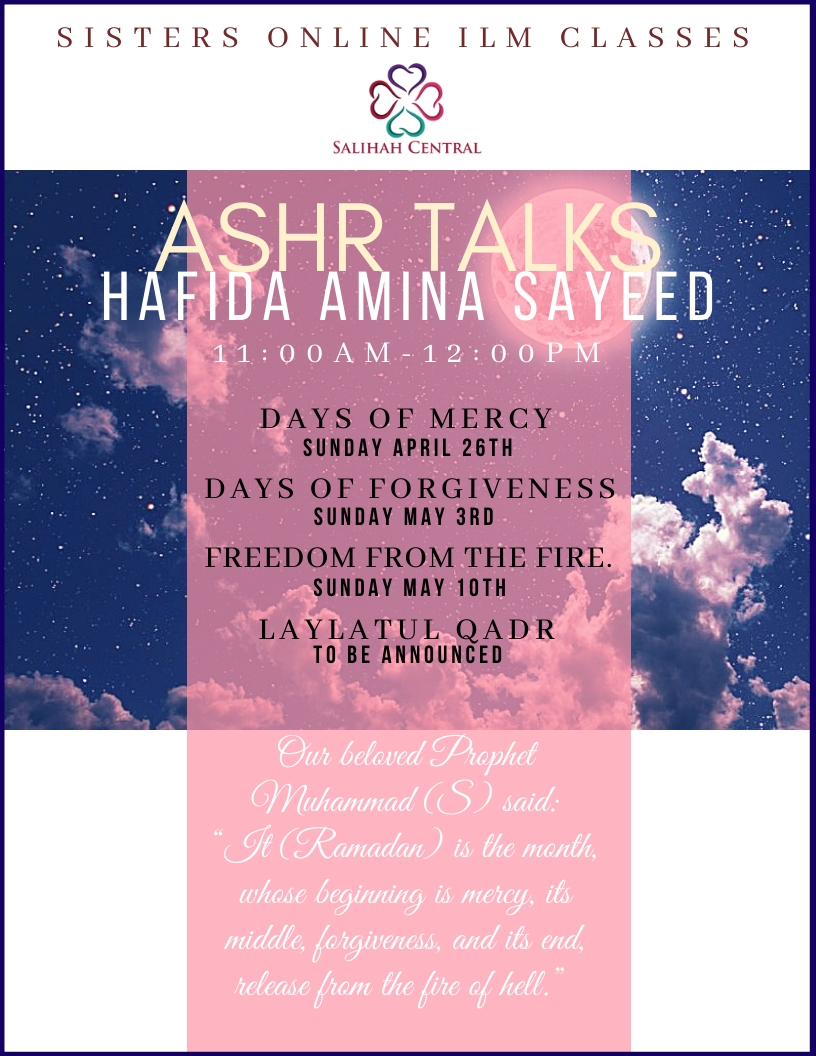 SISTERS ONLINE ILM CLASSES
SALIHAH CENTRAL
ASHR TALKS
HAFIDA AMINA SAYEED
11:00AM-12:00PM
DAYS OF MERCY
SUNDAY APRIL 26TH
DAYS OF FORGIVENESS
SUNDAY MAY 3RD
FREEDOM FROM THE FIRE.
SUNDAY MAY 10TH
LAYLATUL QADR
TO BE ANNOUNCED
Our beloved Prophet
Muhammad (S) said:
“It (Ramadan) is the month,
whose beginning is mercy, its
middle, forgiveness, and its end,
release from the fire of hell.”